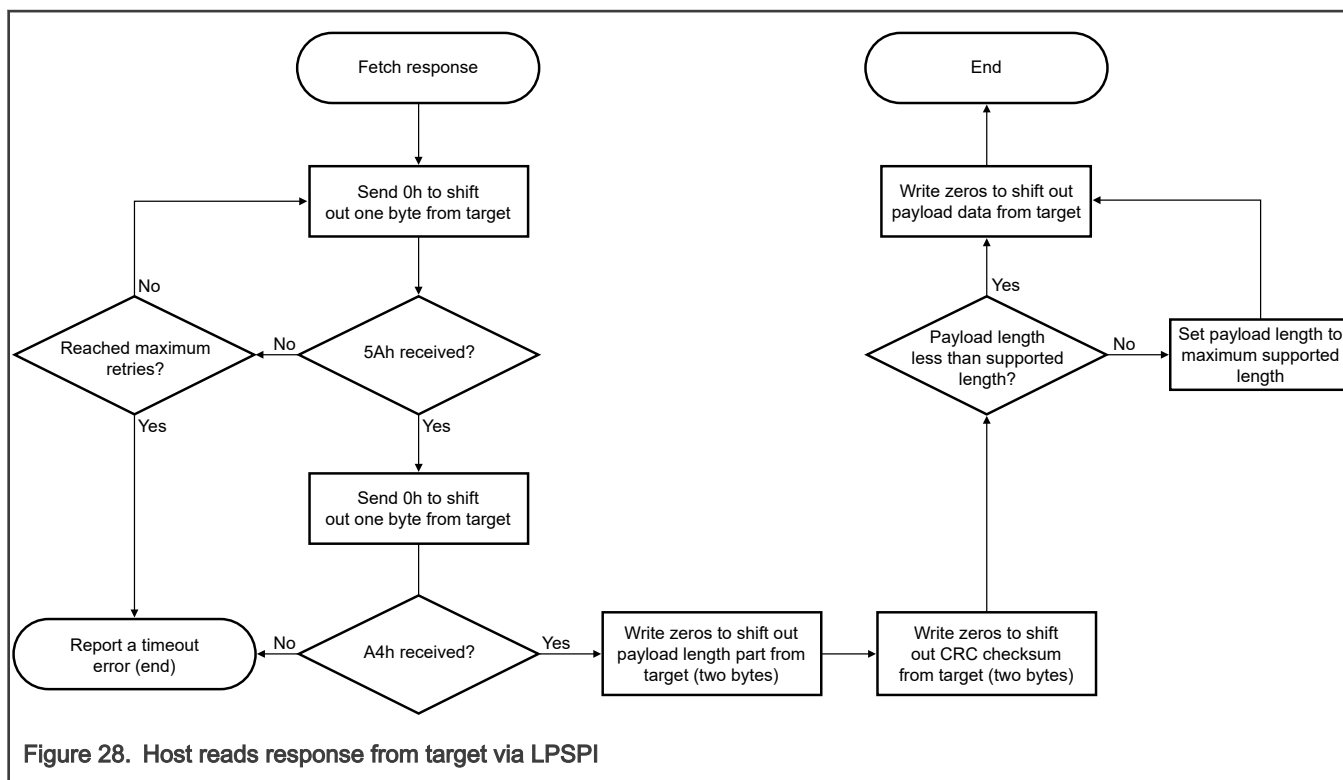 Fetch response
Send 0h to shift
out one byte from target
No
Reached maximum
retries?
No
5Ah received?
Yes
Yes
Send 0h to shift
out one byte from target
Report a timeout
error (end)
No
A4h received?
Yes
Write zeros to shift out
payload length part from
target (two bytes)
Write zeros to shift
out CRC checksum
from target (two bytes)
Payload length
less than supported
length?
No
Set payload length to
maximum supported
length
Yes
Write zeros to shift out
payload data from target
End
Figure 28. Host reads response from target via LPSPI